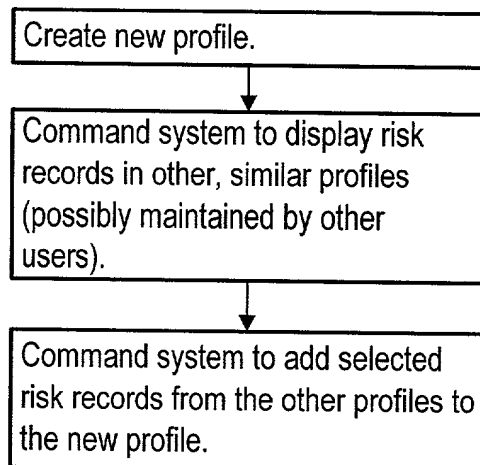 Create new profile.
Command system to display risk
records in other, similar profiles
(possibly maintained by other
users).
Command system to add selected
risk records from the other profiles to
the new profile.